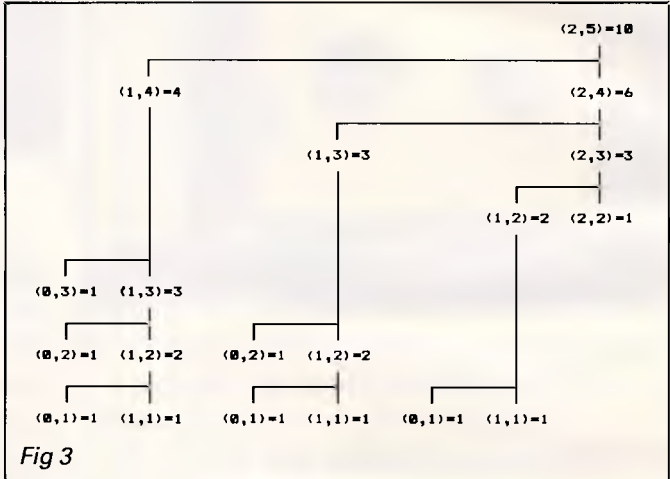 (2,5)=10
(1,4)=4 (2,4)=6
(1,3)=3 (2,3)=3
(1,2)=2 (2,2)=1
(0,3)=1 (1,3)=3
(0,2)=1 (1,2)=2 (0,2)=1 (1,2)=2
(0,1)=1 (1,1)=1 (0,1)=1 (1,1)=1 (0,1)=1 (1,1)=1
Fig 3